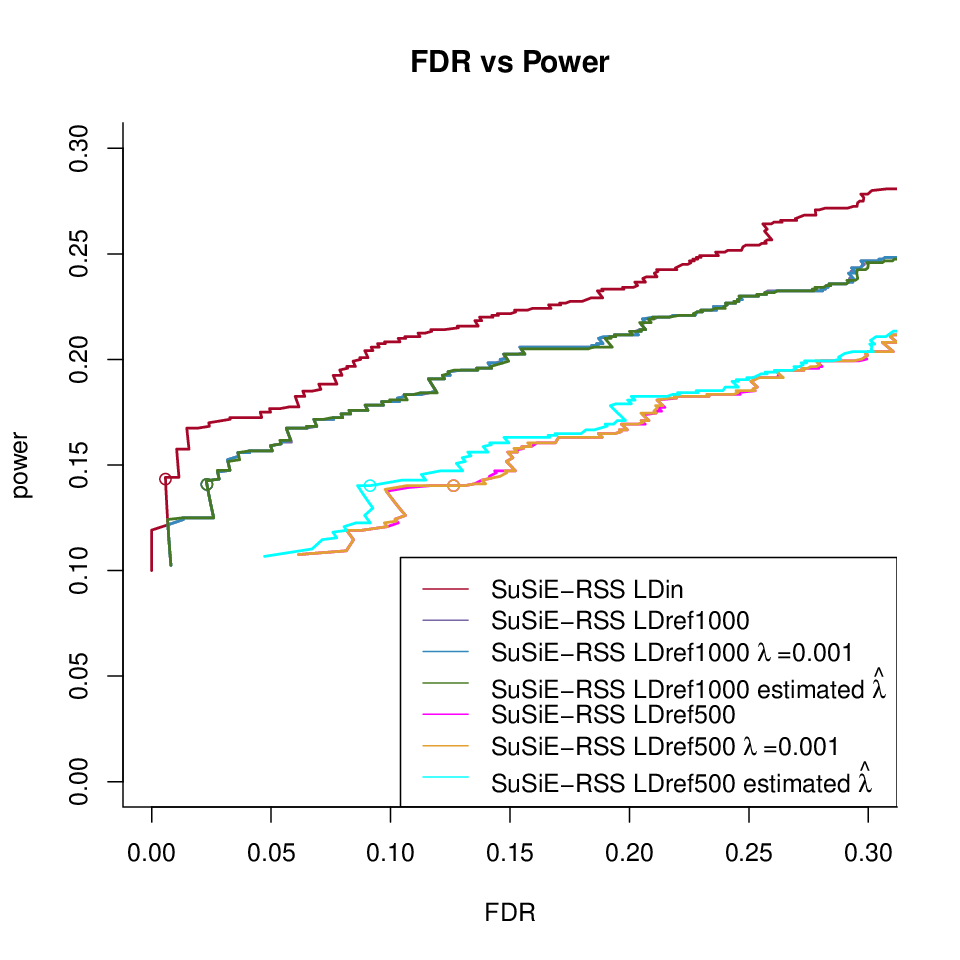 FDR vs Power
power
0.30
0.25
0.20
0.15
0.10
0.05
0.00
SuSiE−RSS LDin
SuSiE−RSS LDref1000
SuSiE−RSS LDref1000 λ =0.001
SuSiE−RSS LDref1000 estimated λ̂
SuSiE−RSS LDref500
SuSiE−RSS LDref500 λ =0.001
SuSiE−RSS LDref500 estimated λ̂
0.00 0.05 0.10 0.15 0.20 0.25 0.30
FDR